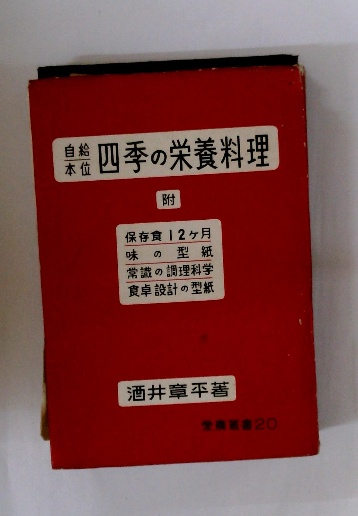 自給本位 四季の栄養料理
附
保存食12ヶ月
味の型紙
常識の調理科学
食卓設計の型紙
酒井章平著